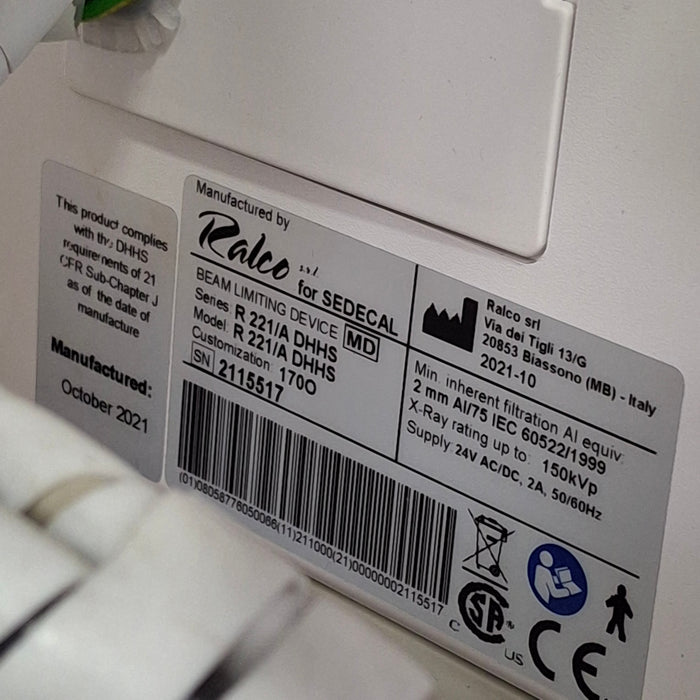 This product complies
with the DHHS
requirements of 21
CFR Sub-Chapter J
as of the date of
manufacture
Manufactured:
October 2021
Manufactured by
Ralco s.r.l.
for SEDECAL
BEAM LIMITING DEVICE MD
Series: R 221/A DHHS
Model: R 221/A DHHS
Customization: 170O
SN 2115517
(01)08058776050066(11)211000(21)00000002115517
Ralco srl
Via dei Tigli 13/G
20853 Biassono (MB) - Italy
2021-10
Min. inherent filtration Al equiv:
2 mm Al/75 IEC 60522/1999
X-Ray rating up to: 150kVp
Supply: 24V AC/DC, 2A, 50/60Hz
C SA® US
CE